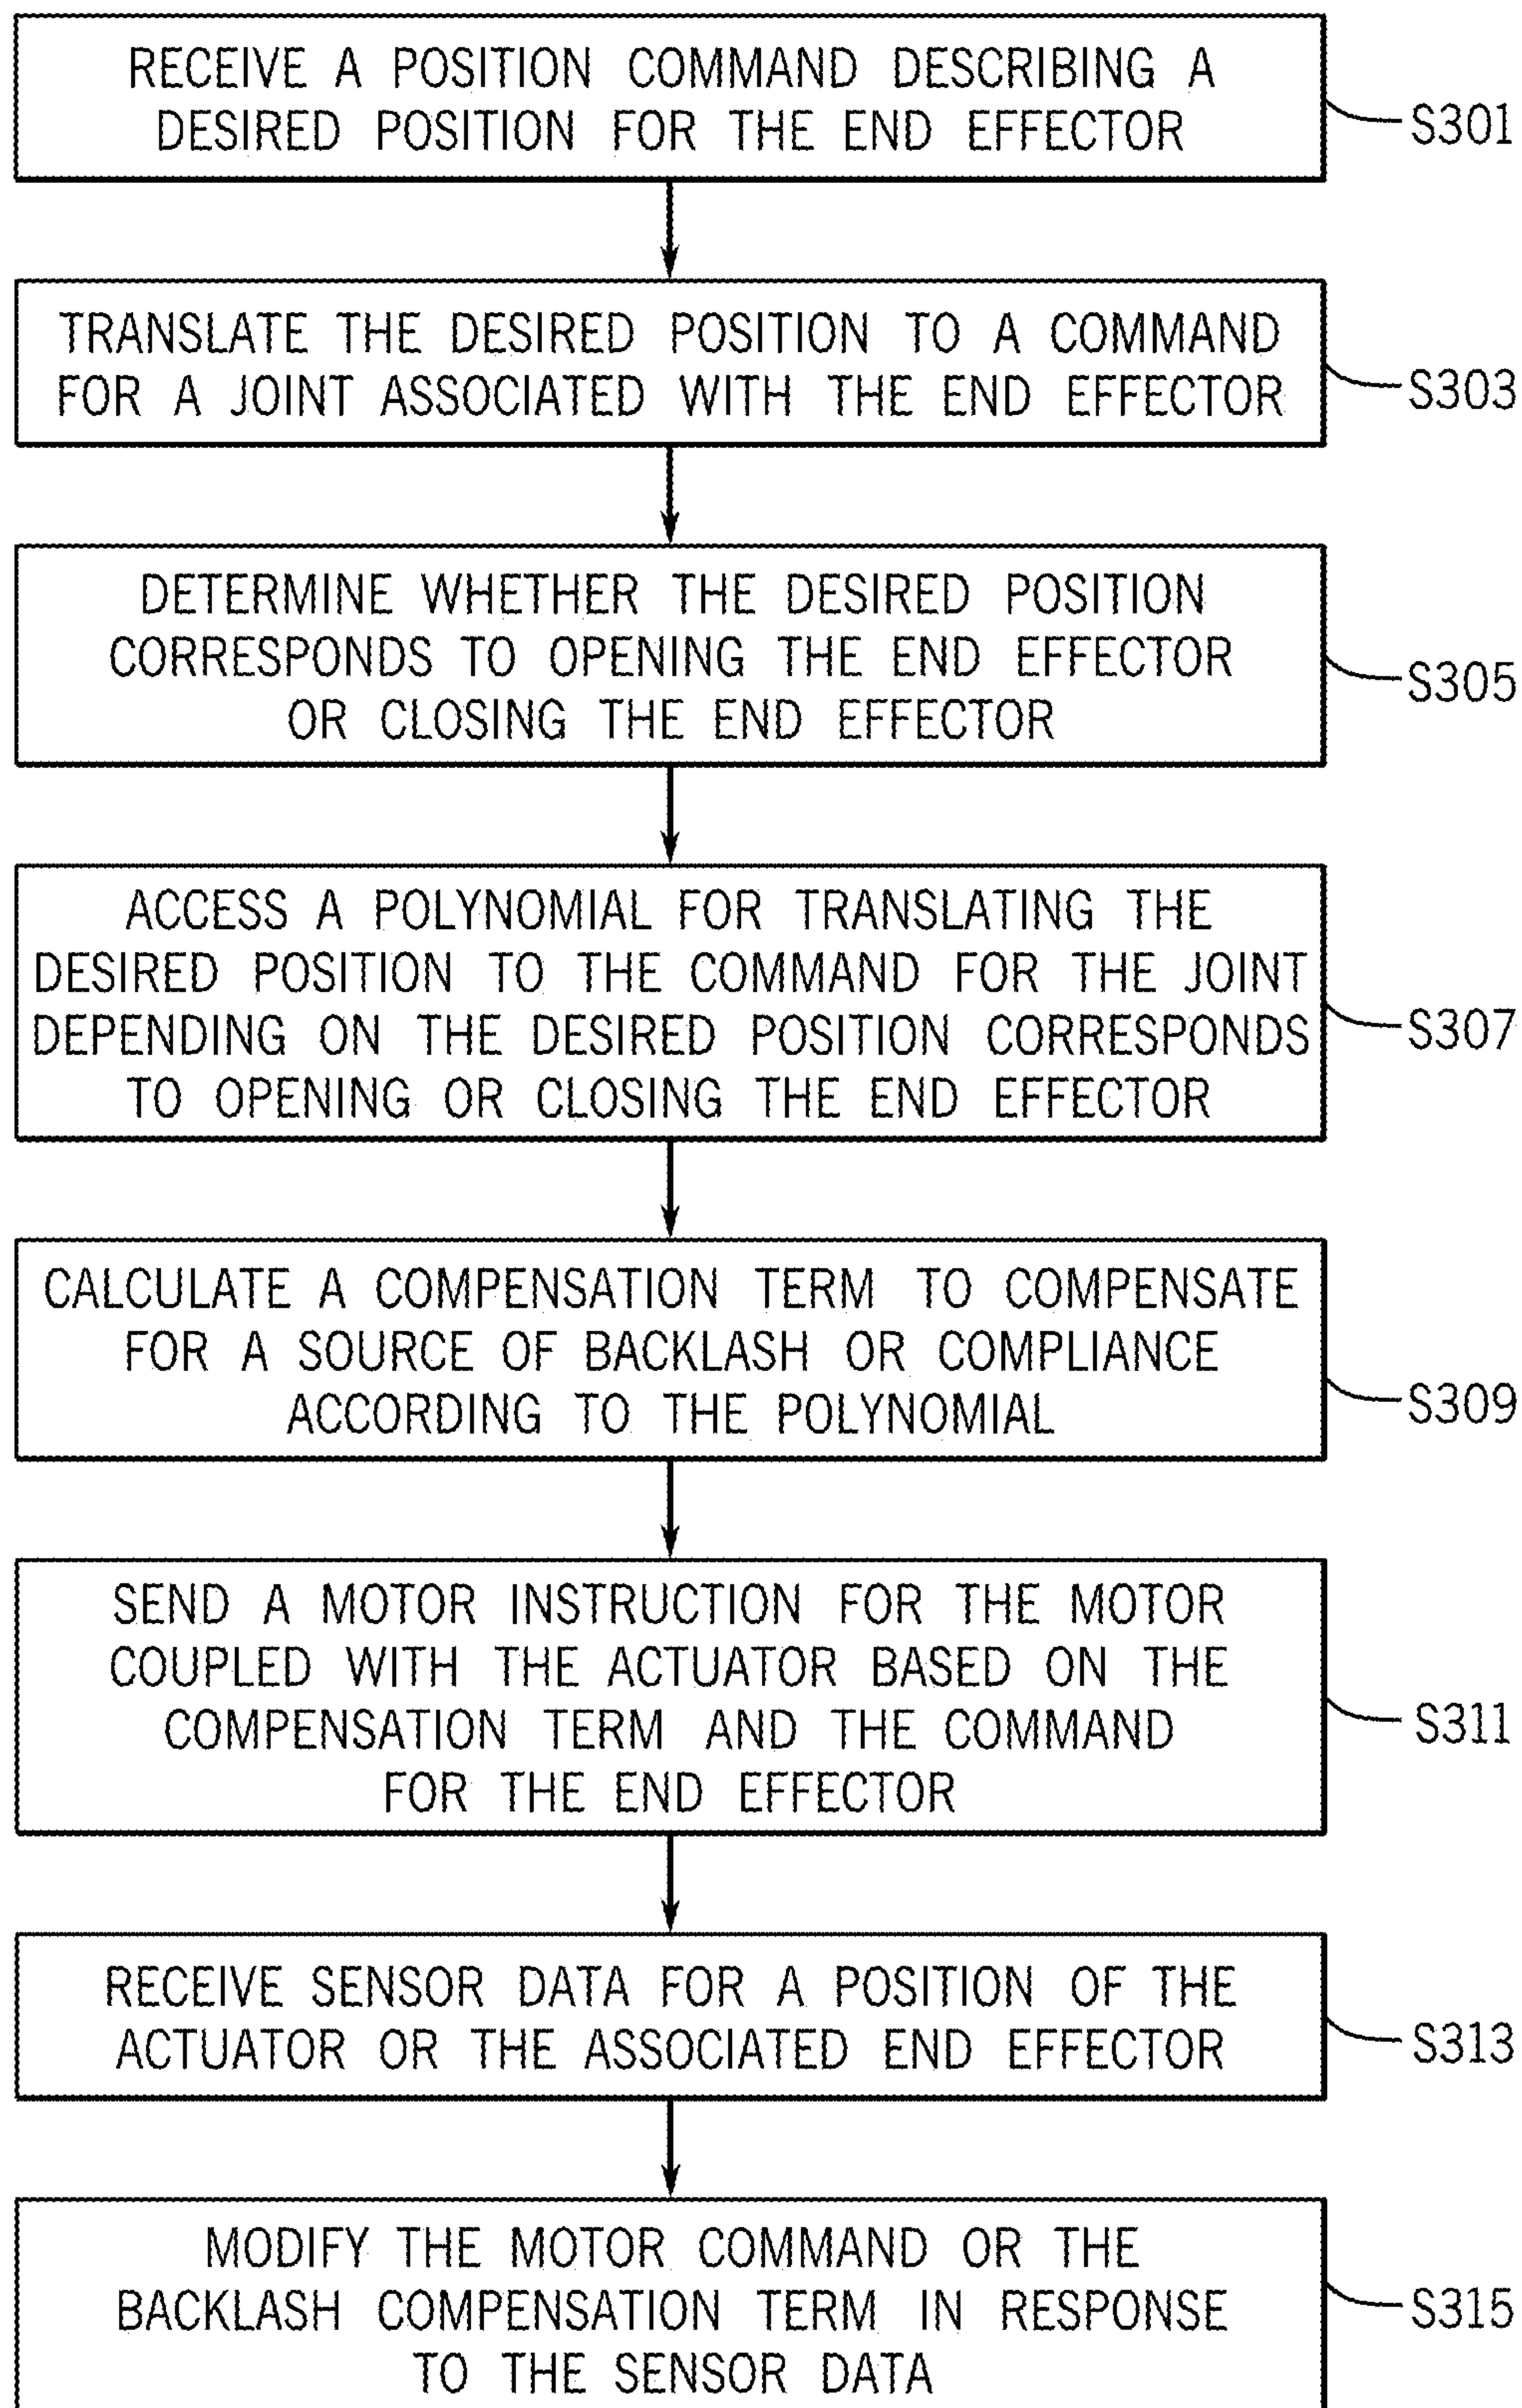 RECEIVE A POSITION COMMAND DESCRIBING A
DESIRED POSITION FOR THE END EFFECTOR
S301
TRANSLATE THE DESIRED POSITION TO A COMMAND
FOR A JOINT ASSOCIATED WITH THE END EFFECTOR
S303
DETERMINE WHETHER THE DESIRED POSITION
CORRESPONDS TO OPENING THE END EFFECTOR
OR CLOSING THE END EFFECTOR
S305
ACCESS A POLYNOMIAL FOR TRANSLATING THE
DESIRED POSITION TO THE COMMAND FOR THE JOINT
DEPENDING ON THE DESIRED POSITION CORRESPONDS
TO OPENING OR CLOSING THE END EFFECTOR
S307
CALCULATE A COMPENSATION TERM TO COMPENSATE
FOR A SOURCE OF BACKLASH OR COMPLIANCE
ACCORDING TO THE POLYNOMIAL
S309
SEND A MOTOR INSTRUCTION FOR THE MOTOR
COUPLED WITH THE ACTUATOR BASED ON THE
COMPENSATION TERM AND THE COMMAND
FOR THE END EFFECTOR
S311
RECEIVE SENSOR DATA FOR A POSITION OF THE
ACTUATOR OR THE ASSOCIATED END EFFECTOR
S313
MODIFY THE MOTOR COMMAND OR THE
BACKLASH COMPENSATION TERM IN RESPONSE
TO THE SENSOR DATA
S315